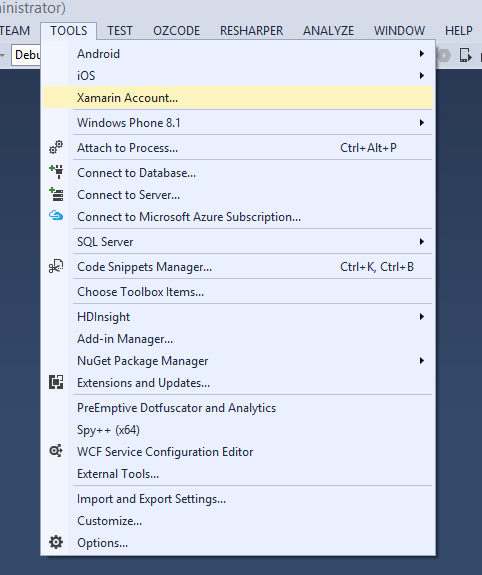 ministrator)
TEAM TOOLS TEST OZCODE RESHARPER ANALYZE WINDOW HELP
Debu
Android
iOS
Xamarin Account...
Windows Phone 8.1
Attach to Process... Ctrl+Alt+P
Connect to Database...
Connect to Server...
Connect to Microsoft Azure Subscription...
SQL Server
Code Snippets Manager... Ctrl+K, Ctrl+B
Choose Toolbox Items...
HDInsight
Add-in Manager...
NuGet Package Manager
Extensions and Updates...
PreEmptive Dotfuscator and Analytics
Spy++ (x64)
WCF Service Configuration Editor
External Tools...
Import and Export Settings...
Customize...
Options...